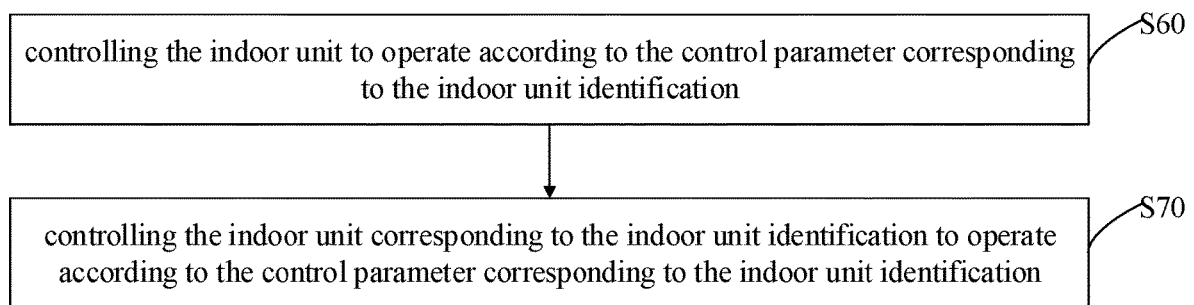 controlling the indoor unit to operate according to the control parameter corresponding
to the indoor unit identification
S60
controlling the indoor unit corresponding to the indoor unit identification to operate
according to the control parameter corresponding to the indoor unit identification
S70